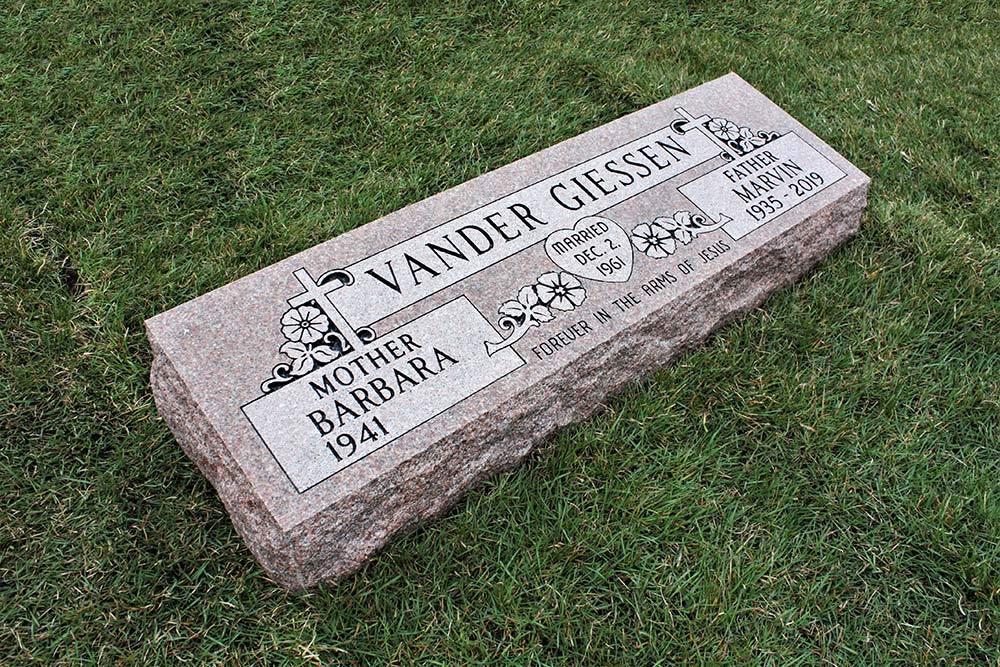 VANDER GIESSEN
MOTHER
BARBARA
1941
MARRIED
DEC. 2,
1961
FATHER
MARVIN
1935 - 2019
FOREVER IN THE ARMS OF JESUS